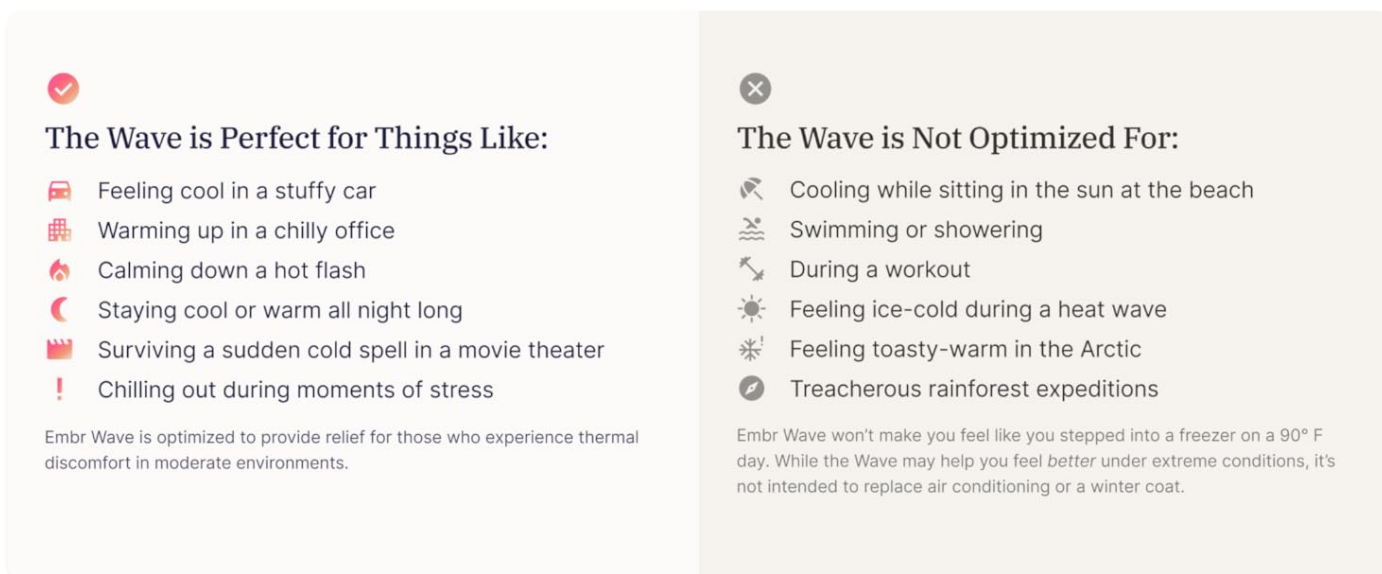 The Wave is Perfect for Things Like:
Feeling cool in a stuffy car
Warming up in a chilly office
Calming down a hot flash
Staying cool or warm all night long
Surviving a sudden cold spell in a movie theater
Chilling out during moments of stress
Embr Wave is optimized to provide relief for those who experience thermal
discomfort in moderate environments.
The Wave is Not Optimized For:
Cooling while sitting in the sun at the beach
Swimming or showering
During a workout
Feeling ice-cold during a heat wave
Feeling toasty-warm in the Arctic
Treacherous rainforest expeditions
Embr Wave won't make you feel like you stepped into a freezer on a 90° F
day. While the Wave may help you feel better under extreme conditions, it's
not intended to replace air conditioning or a winter coat.